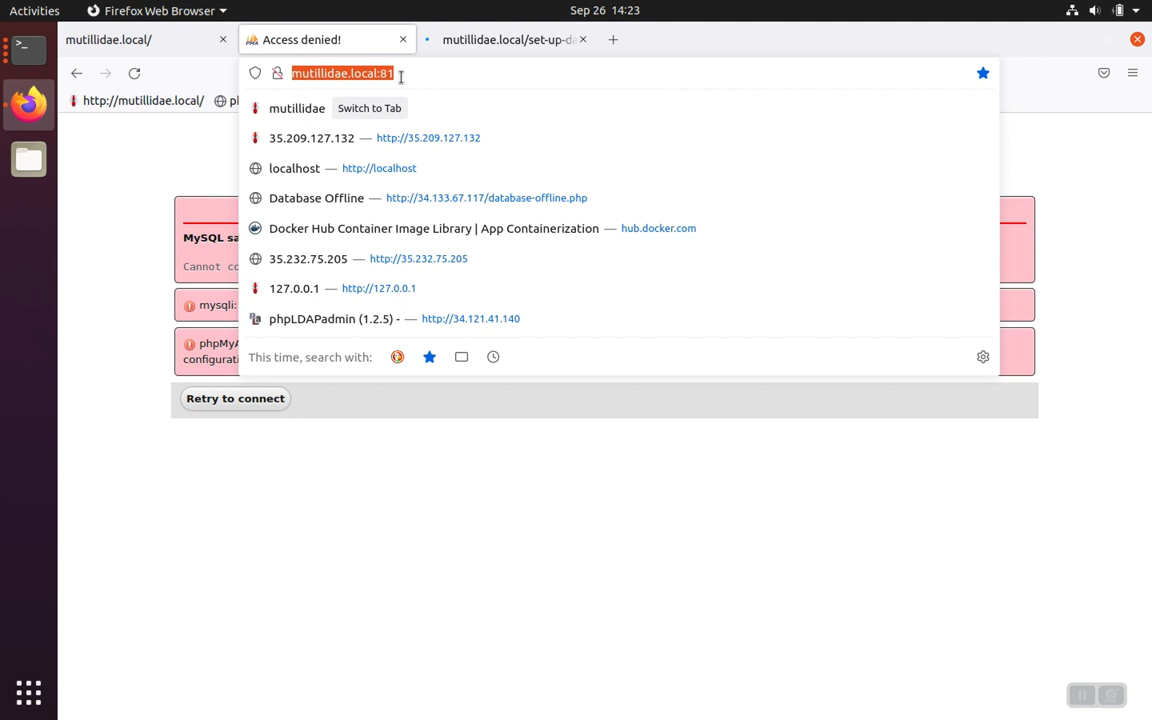 Activities
Firefox Web Browser
Sep 26 14:23
mutillidae.local/
Access denied!
mutillidae.local/set-up-da
mutillidae.local:81
http://mutillidae.local/
mutillidae Switch to Tab
35.209.127.132 — http://35.209.127.132
localhost — http://localhost
Database Offline — http://34.133.67.117/database-offline.php
Docker Hub Container Image Library | App Containerization — hub.docker.com
35.232.75.205 — http://35.232.75.205
127.0.0.1 — http://127.0.0.1
phpLDAPadmin (1.2.5) - — http://34.121.41.140
This time, search with:
MySQL sa
Cannot co
mysqli:
phpMyA
configurati
Retry to connect